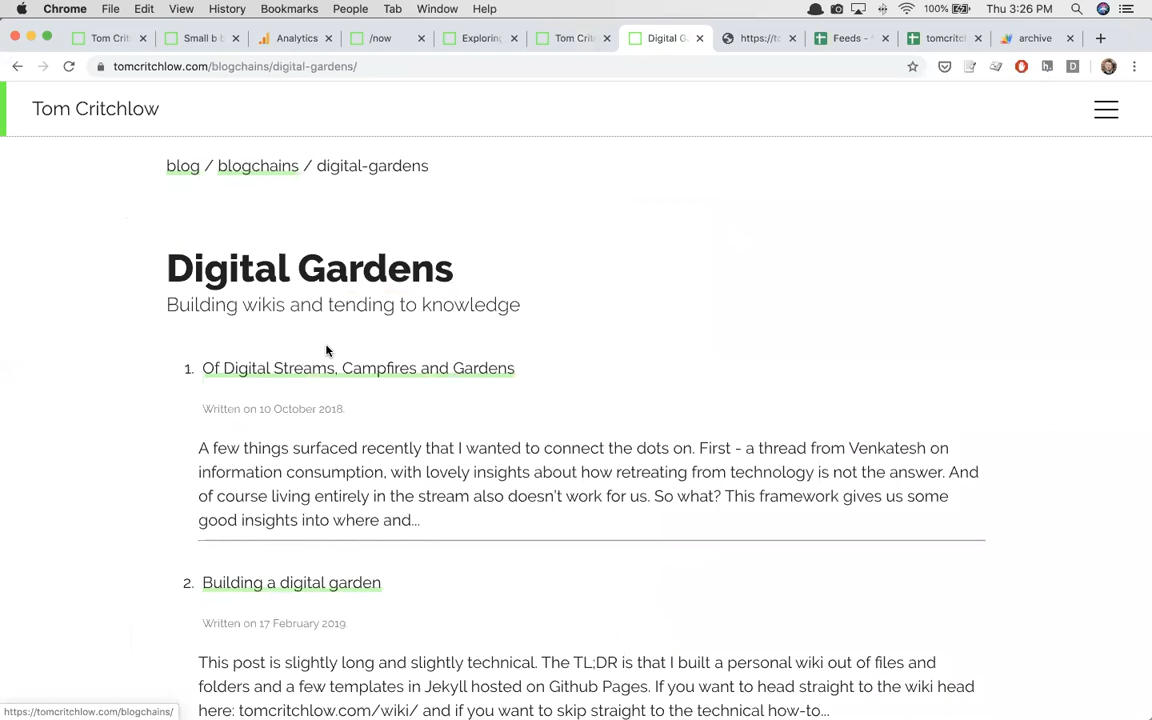 Chrome File Edit View History Bookmarks People Tab Window Help 100% Thu 3:26 PM
Tom Crit Small b b Analytics /now Exploring Tom Crit Digital G https://tc Feeds - tomcritcl archive
tomcritchlow.com/blogchains/digital-gardens/
Tom Critchlow
blog / blogchains / digital-gardens
Digital Gardens
Building wikis and tending to knowledge
1. Of Digital Streams, Campfires and Gardens
Written on 10 October 2018.
A few things surfaced recently that I wanted to connect the dots on. First - a thread from Venkatesh on
information consumption, with lovely insights about how retreating from technology is not the answer. And
of course living entirely in the stream also doesn't work for us. So what? This framework gives us some
good insights into where and...
2. Building a digital garden
Written on 17 February 2019.
This post is slightly long and slightly technical. The TL;DR is that I built a personal wiki out of files and
folders and a few templates in Jekyll hosted on Github Pages. If you want to head straight to the wiki head
here: tomcritchlow.com/wiki/ and if you want to skip straight to the technical how-to...
https://tomcritchlow.com/blogchains/